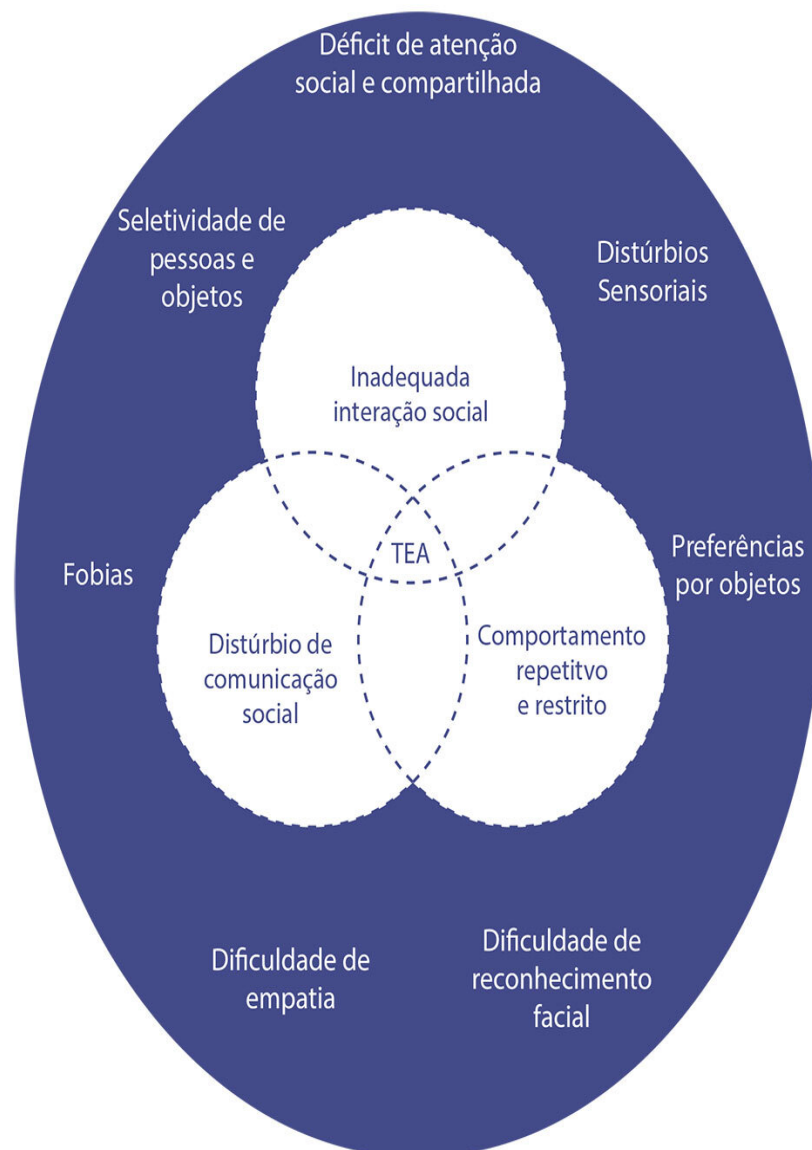 Déficit de atenção
social e compartilhada
Seletividade de
pessoas e
objetos
Distúrbios
Sensoriais
Inadequada
interação social
TEA
Fobias
Preferências
por objetos
Distúrbio de
comunicação
social
Comportamento
repetitvo
e restrito
Dificuldade de
empatia
Dificuldade de
reconhecimento
facial